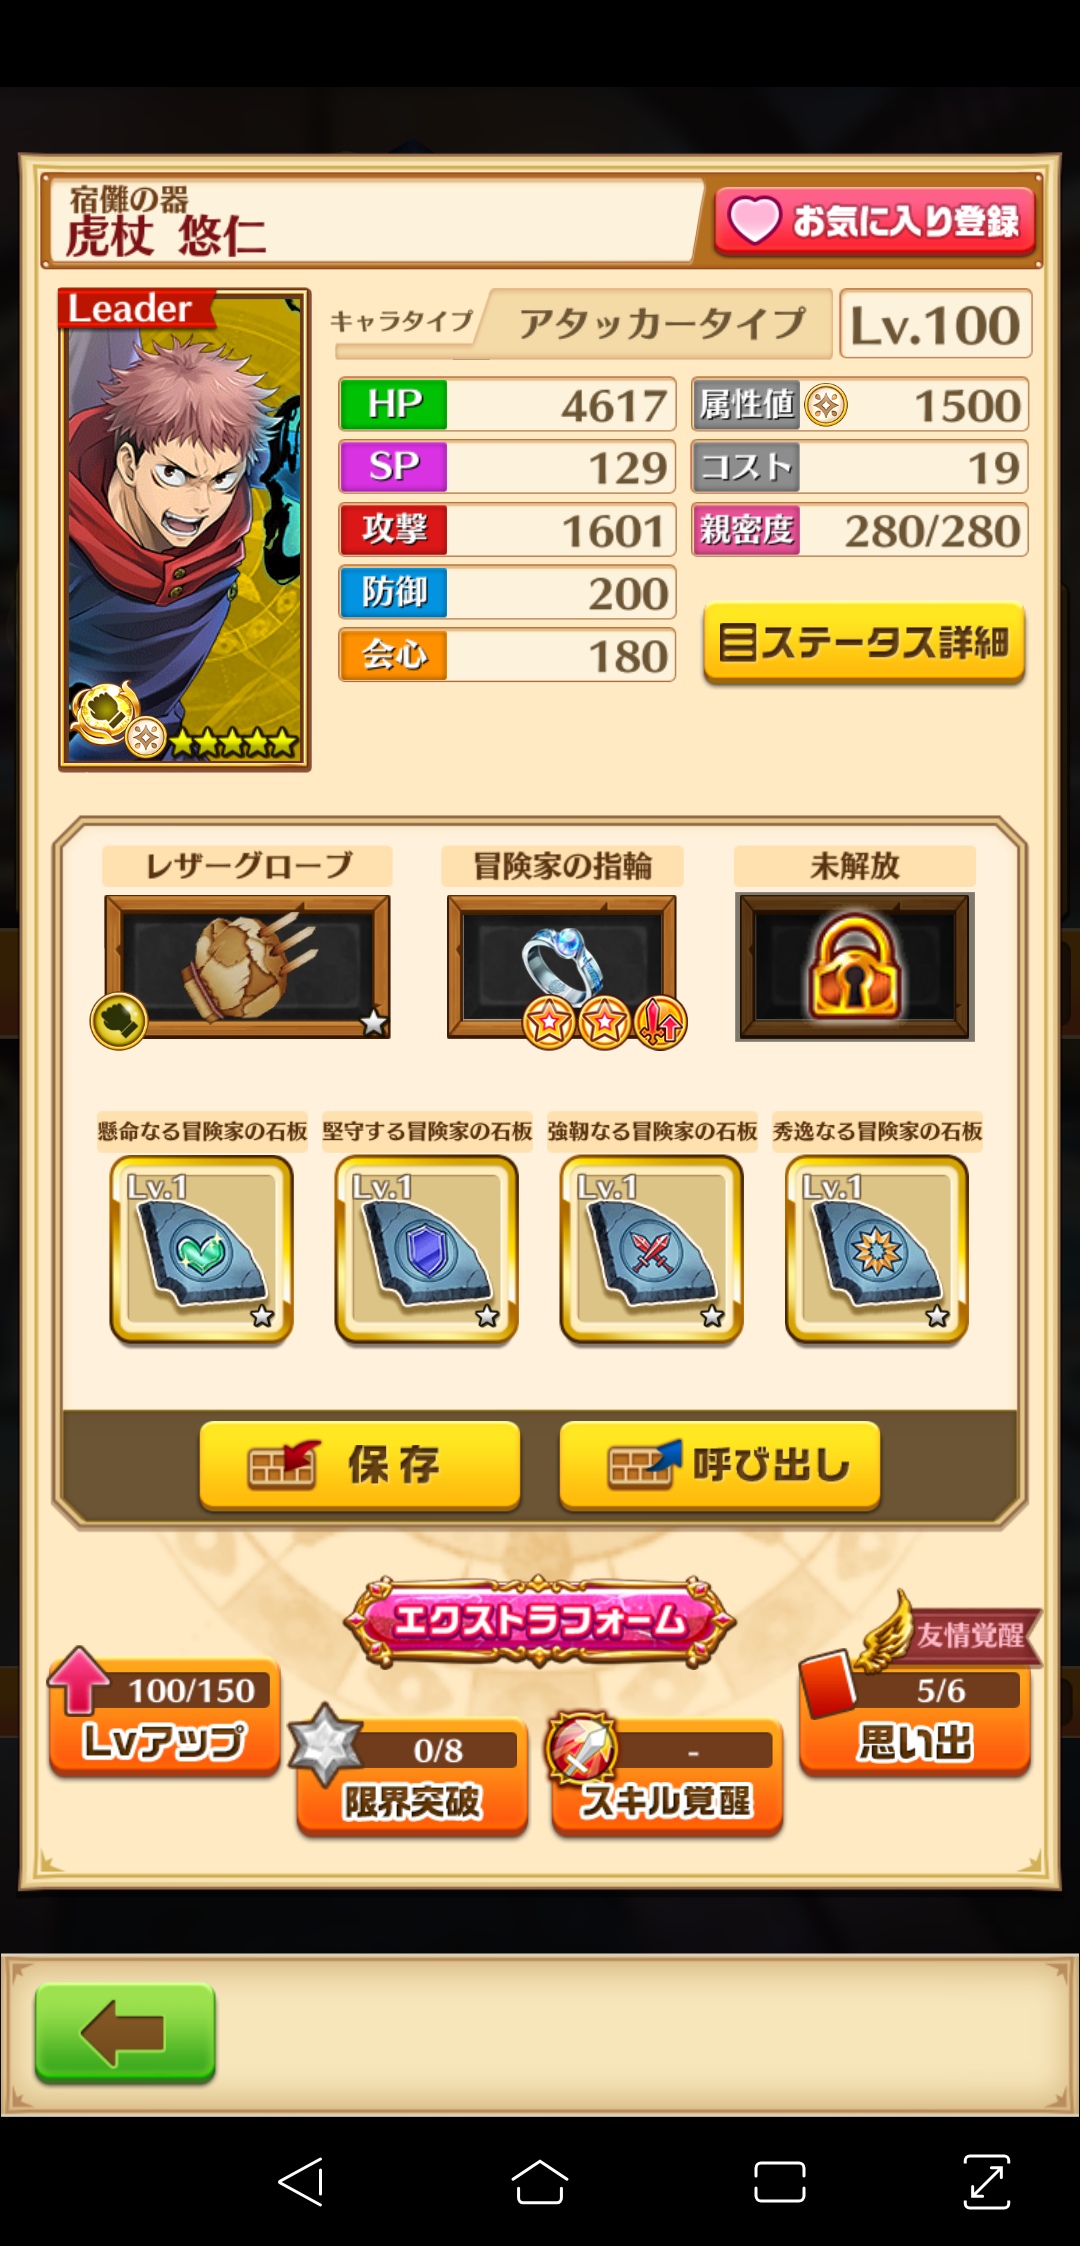 宿儺の器
虎杖 悠仁
お気に入り登録
Leader
キャラタイプ
アタッカータイプ
Lv.100
HP 4617
属性値 1500
SP 129
コスト 19
攻撃 1601
親密度 280/280
防御 200
会心 180
ステータス詳細
レザーグローブ
冒険家の指輪
未解放
懸命なる冒険家の石板
堅守する冒険家の石板
強靭なる冒険家の石板
秀逸なる冒険家の石板
Lv.1
Lv.1
Lv.1
Lv.1
保存
呼び出し
エクストラフォーム
友情覚醒
100/150
Lvアップ
0/8
限界突破
-
スキル覚醒
5/6
思い出